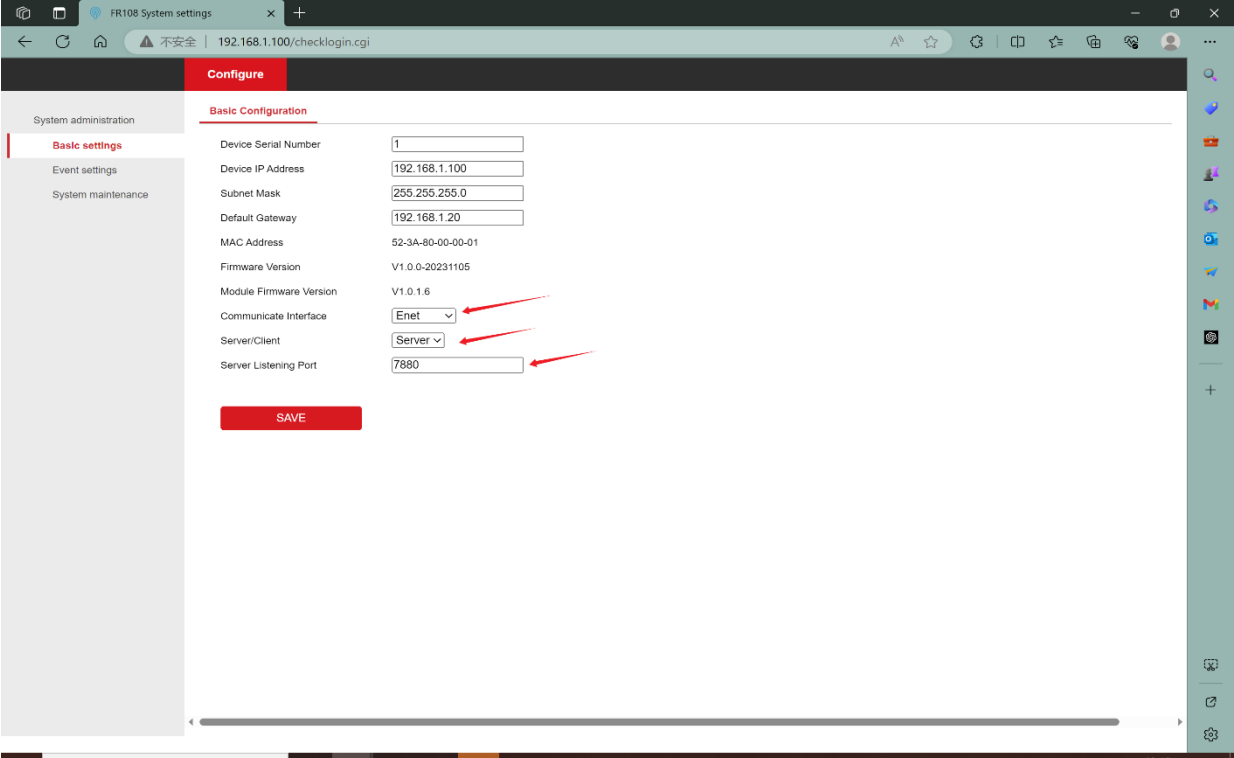 FR108 System settings
不安全 | 192.168.1.100/checklogin.cgi
Configure
System administration
Basic settings
Event settings
System maintenance
Basic Configuration
Device Serial Number 1
Device IP Address 192.168.1.100
Subnet Mask 255.255.255.0
Default Gateway 192.168.1.20
MAC Address 52-3A-80-00-00-01
Firmware Version V1.0.0-20231105
Module Firmware Version V1.0.1.6
Communicate Interface Enet
Server/Client Server
Server Listening Port 7880
SAVE